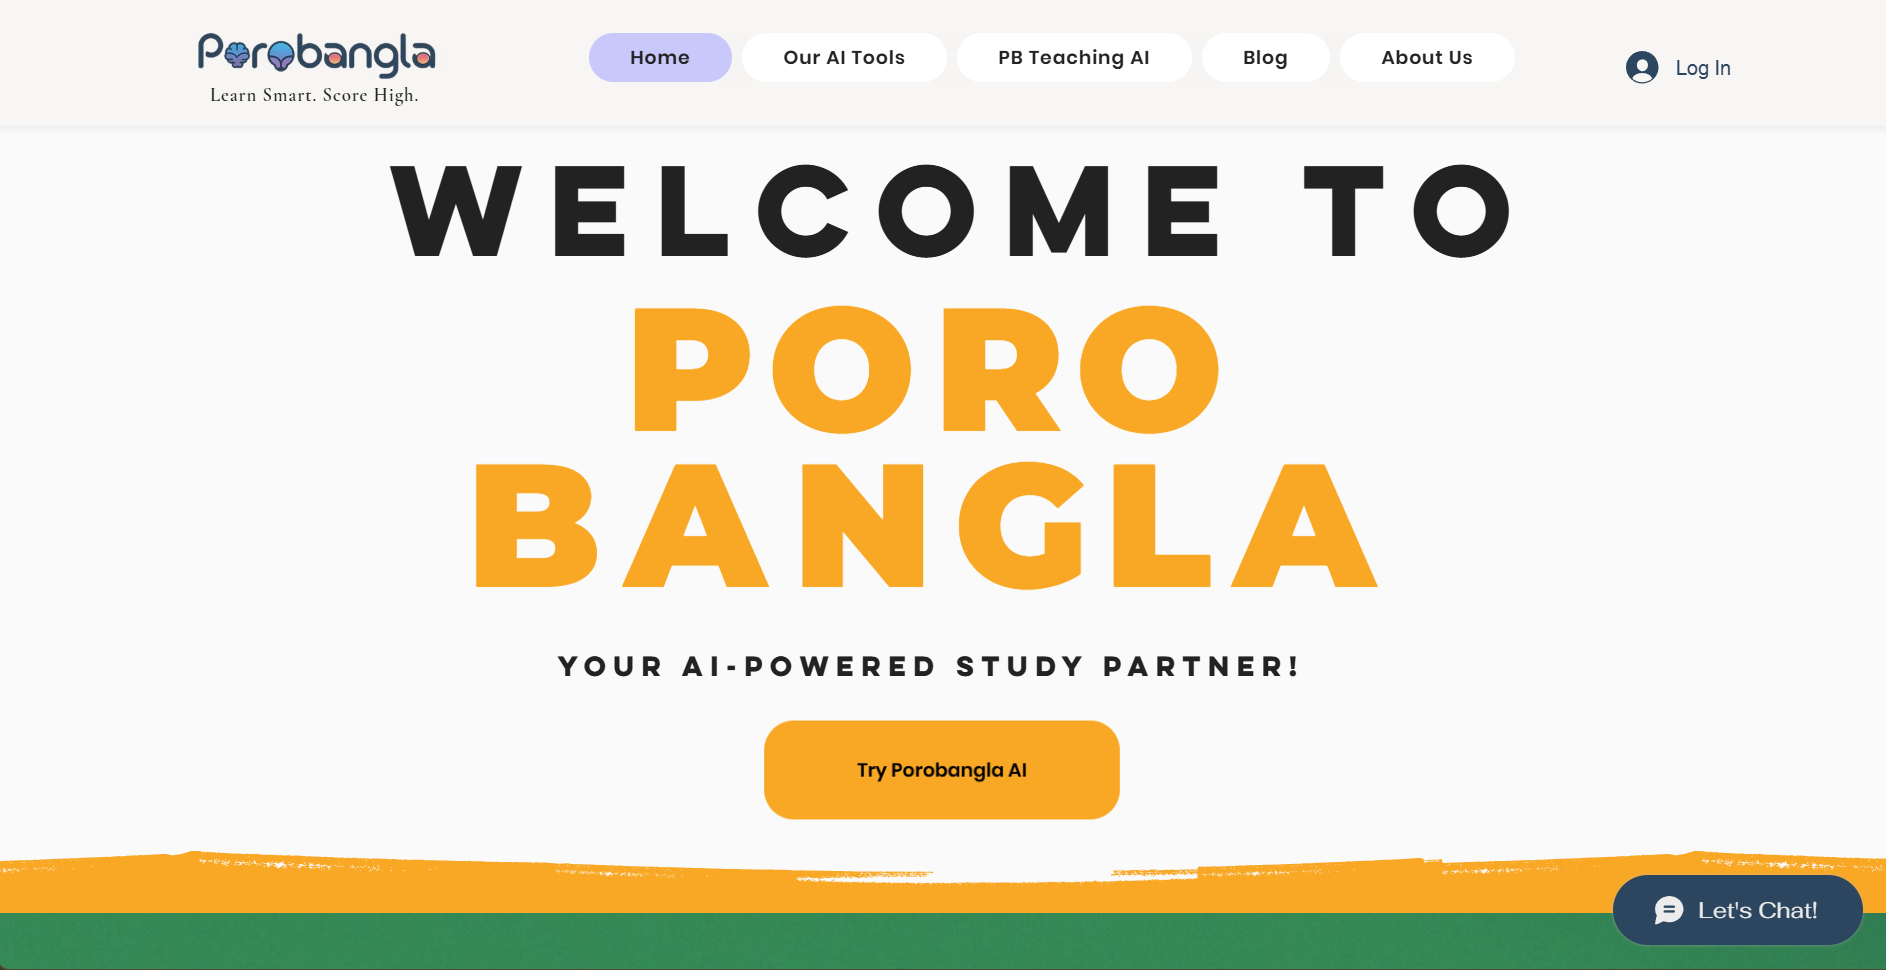 Porobangla
Learn Smart. Score High.
Home
Our AI Tools
PB Teaching AI
Blog
About Us
Log In
WELCOME TO
PORO
BANGLA
YOUR AI-POWERED STUDY PARTNER!
Try Porobangla AI
Let's Chat!